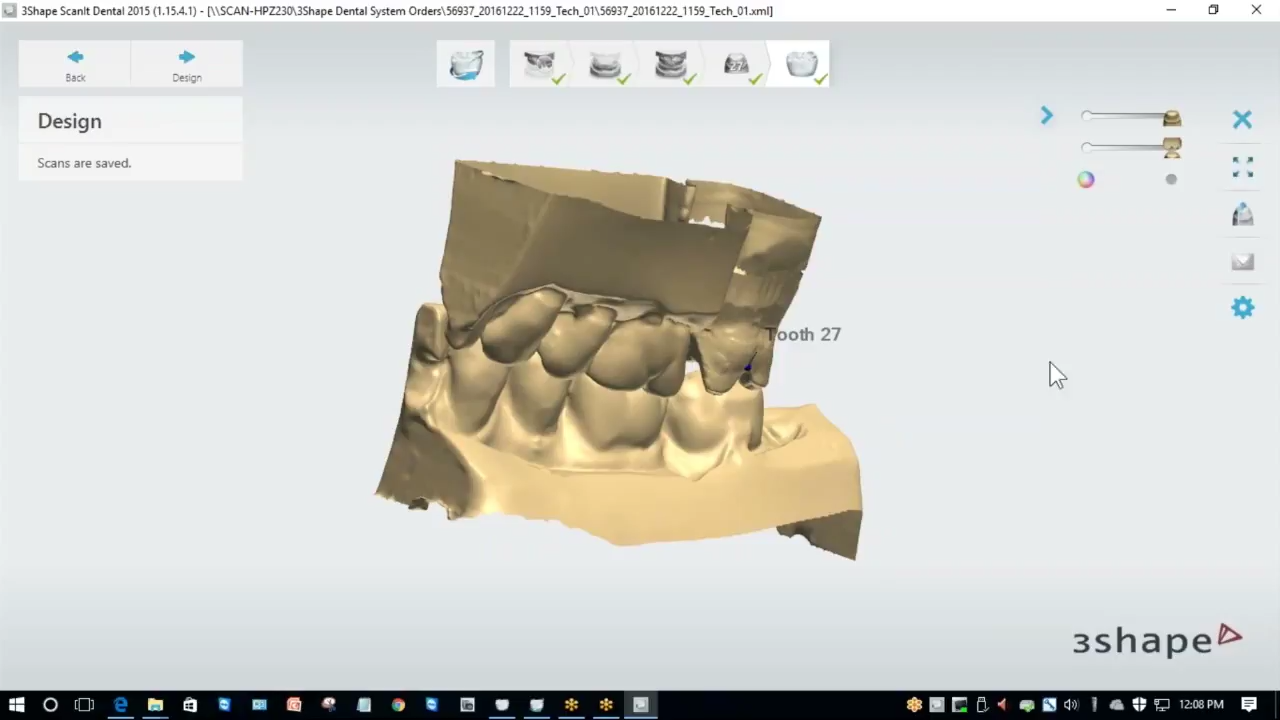 3Shape ScanIt Dental 2015 (1.15.4.1) - [\\SCAN-HPZ230\3Shape Dental System Orders\56937_20161222_1159_Tech_01\56937_20161222_1159_Tech_01.xml]
Back
Design
27
Design
Scans are saved.
Tooth 27
3shape
12:08 PM